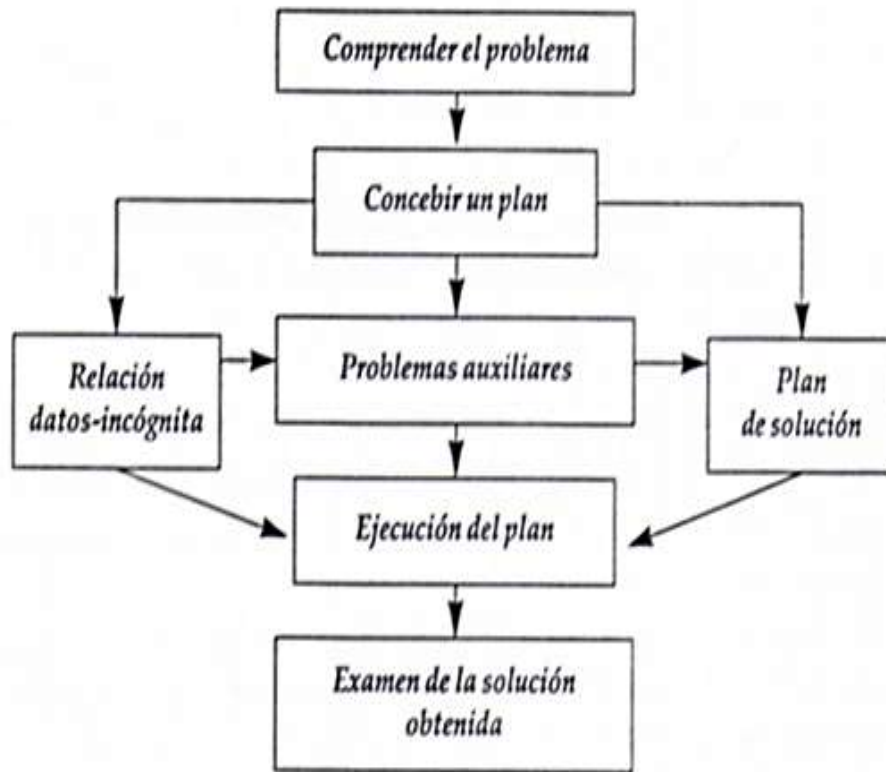 Comprender el problema
Concebir un plan
Relación
datos-incógnita
Problemas auxiliares
Plan
de solución
Ejecución del plan
Examen de la solución
obtenida